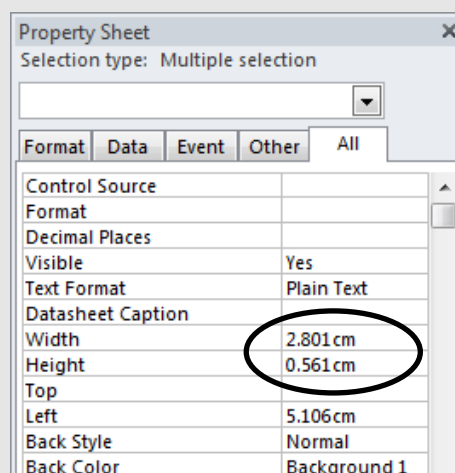 Property Sheet
Selection type: Multiple selection
Format Data Event Other All
Control Source
Format
Decimal Places
Visible Yes
Text Format Plain Text
Datasheet Caption
Width 2.801cm
Height 0.561cm
Top
Left 5.106cm
Back Style Normal
Back Color Background 1